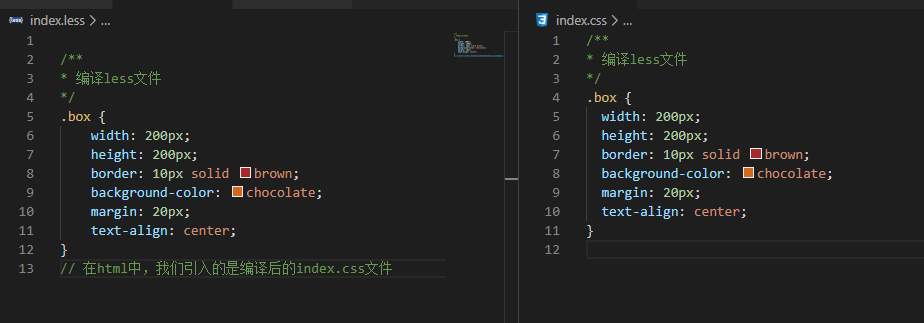 index.less > ...
1
2 /**
3 * 编译less文件
4 */
5 .box {
6 width: 200px;
7 height: 200px;
8 border: 10px solid brown;
9 background-color: chocolate;
10 margin: 20px;
11 text-align: center;
12 }
13 // 在html中，我们引入的是编译后的index.css文件
index.css > ...
1 /**
2 * 编译less文件
3 */
4 .box {
5 width: 200px;
6 height: 200px;
7 border: 10px solid brown;
8 background-color: chocolate;
9 margin: 20px;
10 text-align: center;
11 }
12